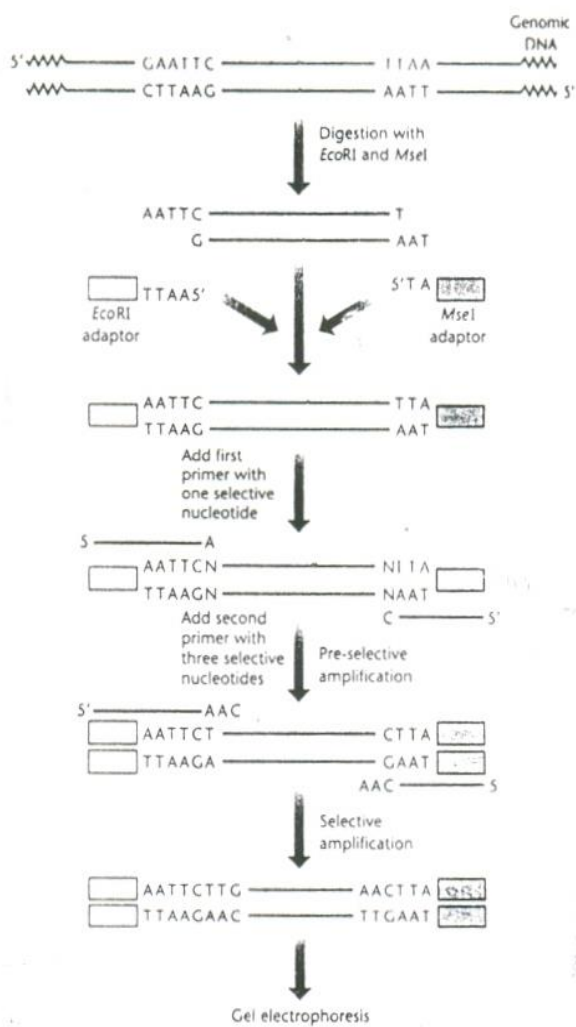 Genomic
DNA
5' GAATTC TTAA
CTTAAG AATT 5'
Digestion with
EcoRI and MseI
AATTC T
G AAT
TTAA5' 5'TA
EcoRI
adaptor
MseI
adaptor
AATTC TTA
TTAAG AAT
Add first
primer with
one selective
nucleotide
5 A
AATTCN NTTA
TTAAGN NAAT
C 5'
Add second
primer with
three selective
nucleotides
Pre-selective
amplification
5' AAC
AATTCT CTTA
TTAAGA GAAT
AAC 5
Selective
amplification
AATTCTTG AACTTA
TTAAGAAC TTGAAT
Gel electrophoresis